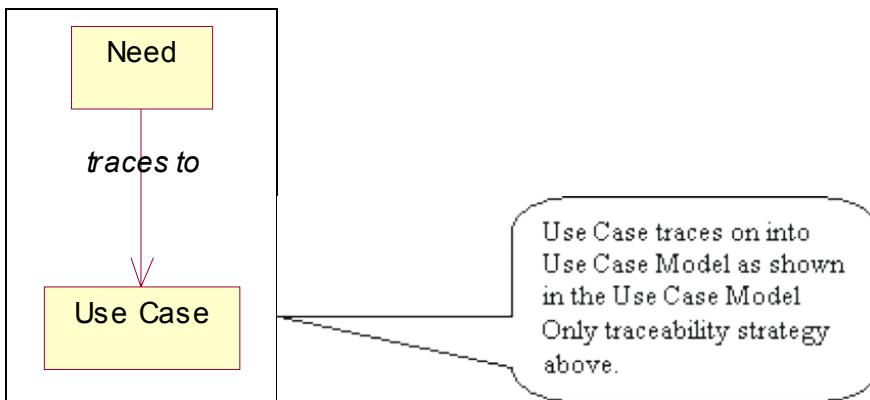 Need
traces to
Use Case
Use Case traces on into
Use Case Model as shown
in the Use Case Model
Only traceability strategy
above.